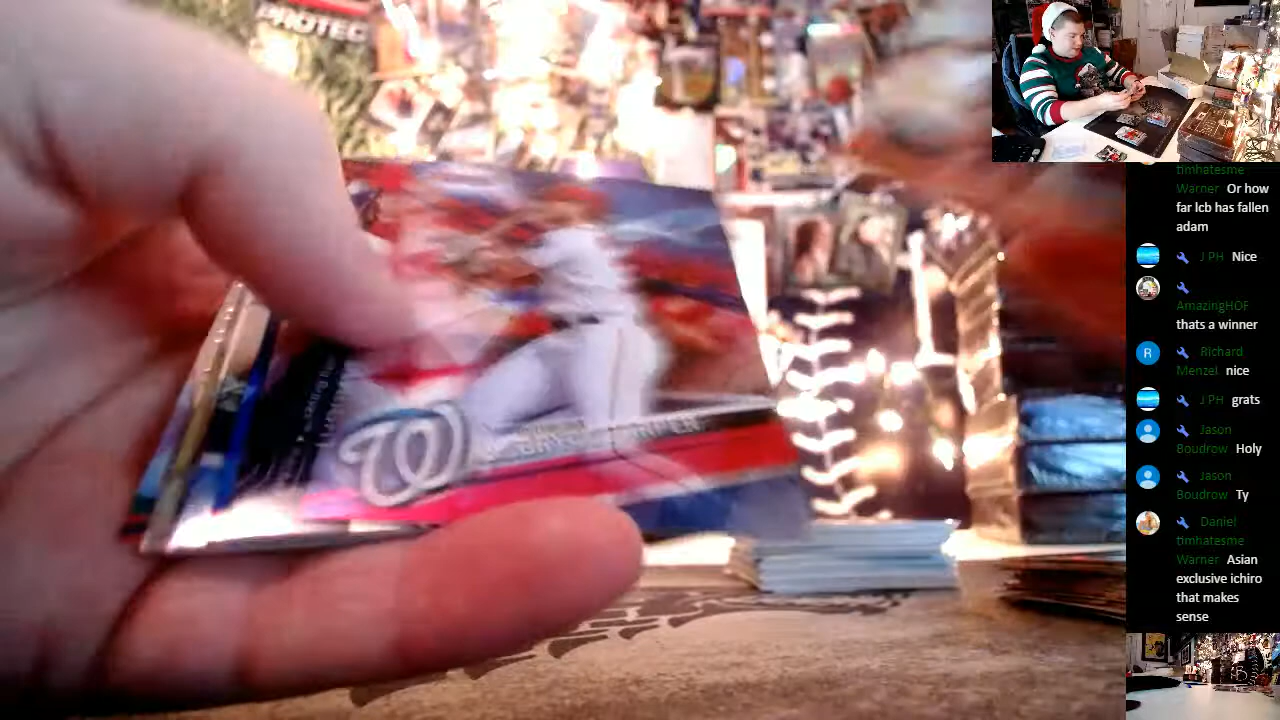 PROTEC
W
timhatesme
Warner Or how
far lcb has fallen
adam
J PH Nice
AmazingHOF
thats a winner
R Richard
Menzel nice
J PH grats
Jason
Boudrow Holy
Jason
Boudrow Ty
Daniel
timhatesme
Warner Asian
exclusive ichiro
that makes
sense